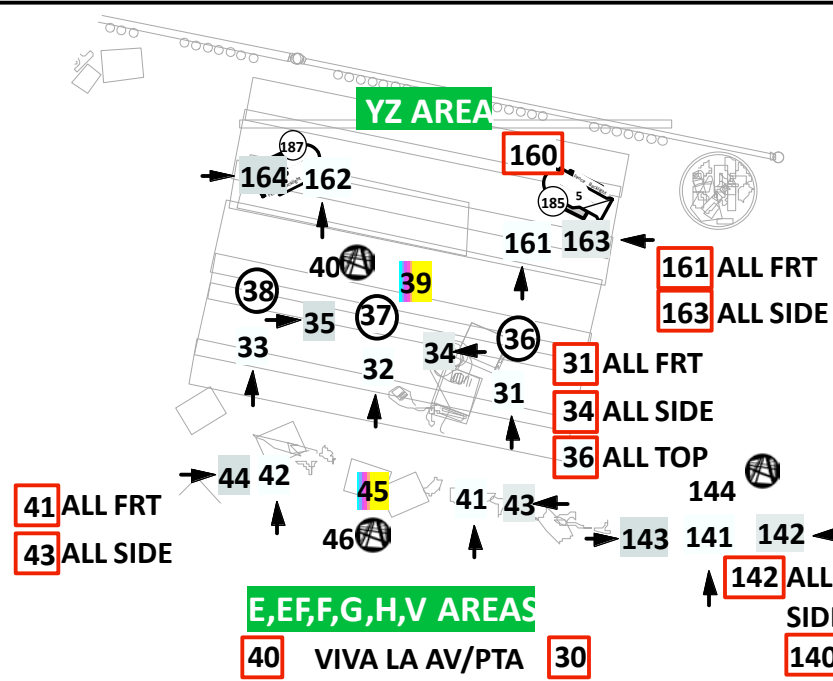 YZ AREA
187
160
164 162
185
5
161 163
40
39
161 ALL FRT
38
163 ALL SIDE
35
37
36
33
34
31 ALL FRT
32
31
34 ALL SIDE
36 ALL TOP
44 42
45
144
41 ALL FRT
41 43
46
143 141 142
43 ALL SIDE
142 ALL
E,EF,F,G,H,V AREAS
SIDE
40 VIVA LA AV/PTA 30
140